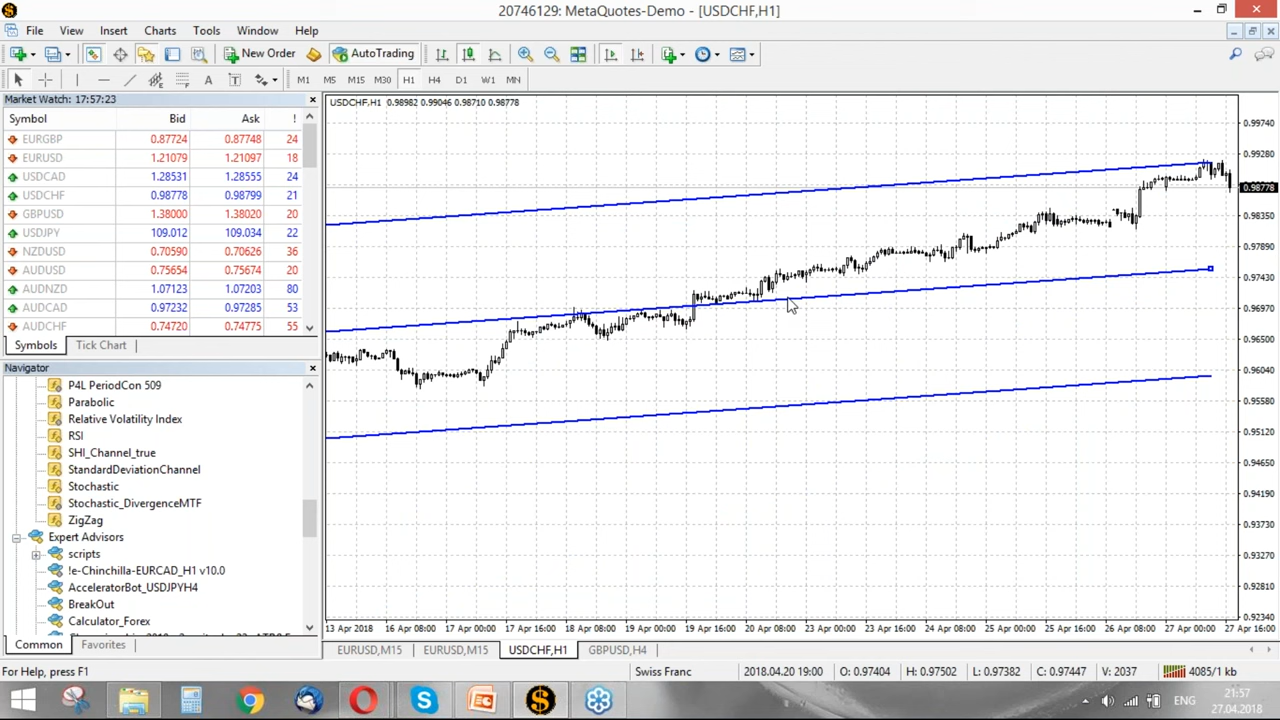 20746129: MetaQuotes-Demo - [USDCHF,H1]
File View Insert Charts Tools Window Help
New Order AutoTrading
A T M1 M5 M15 M30 H1 H4 D1 W1 MN
Market Watch: 17:57:23
Symbol Bid Ask !
EURGBP 0.87724 0.87748 24
EURUSD 1.21079 1.21097 18
USDCAD 1.28531 1.28555 24
USDCHF 0.98778 0.98799 21
GBPUSD 1.38000 1.38020 20
USDJPY 109.012 109.034 22
NZDUSD 0.70590 0.70626 36
AUDUSD 0.75654 0.75674 20
AUDNZD 1.07123 1.07203 80
AUDCAD 0.97232 0.97285 53
AUDCHF 0.74720 0.74775 55
Symbols Tick Chart
Navigator
P4L PeriodCon 509
Parabolic
Relative Volatility Index
RSI
SHI_Channel_true
StandardDeviationChannel
Stochastic
Stochastic_DivergenceMTF
ZigZag
Expert Advisors
scripts
!e-Chinchilla-EURCAD_H1 v10.0
AcceleratorBot_USDJPYH4
BreakOut
Calculator_Forex
Common Favorites
USDCHF,H1 0.98982 0.99046 0.98710 0.98778
0.99740
0.99280
0.98778
0.98350
0.97890
0.97430
0.96970
0.96500
0.96040
0.95580
0.95120
0.94650
0.94190
0.93730
0.93270
0.92810
0.92340
13 Apr 2018 16 Apr 08:00 17 Apr 00:00 17 Apr 16:00 18 Apr 08:00 19 Apr 00:00 19 Apr 16:00 20 Apr 08:00 23 Apr 00:00 23 Apr 16:00 24 Apr 08:00 25 Apr 00:00 25 Apr 16:00 26 Apr 08:00 27 Apr 00:00 27 Apr 16:00
EURUSD,M15 EURUSD,M15 USDCHF,H1 GBPUSD,H4
For Help, press F1 Swiss Franc 2018.04.20 19:00 O: 0.97404 H: 0.97502 L: 0.97382 C: 0.97447 V: 2037 4085/1 kb
ENG
21:57
27.04.2018